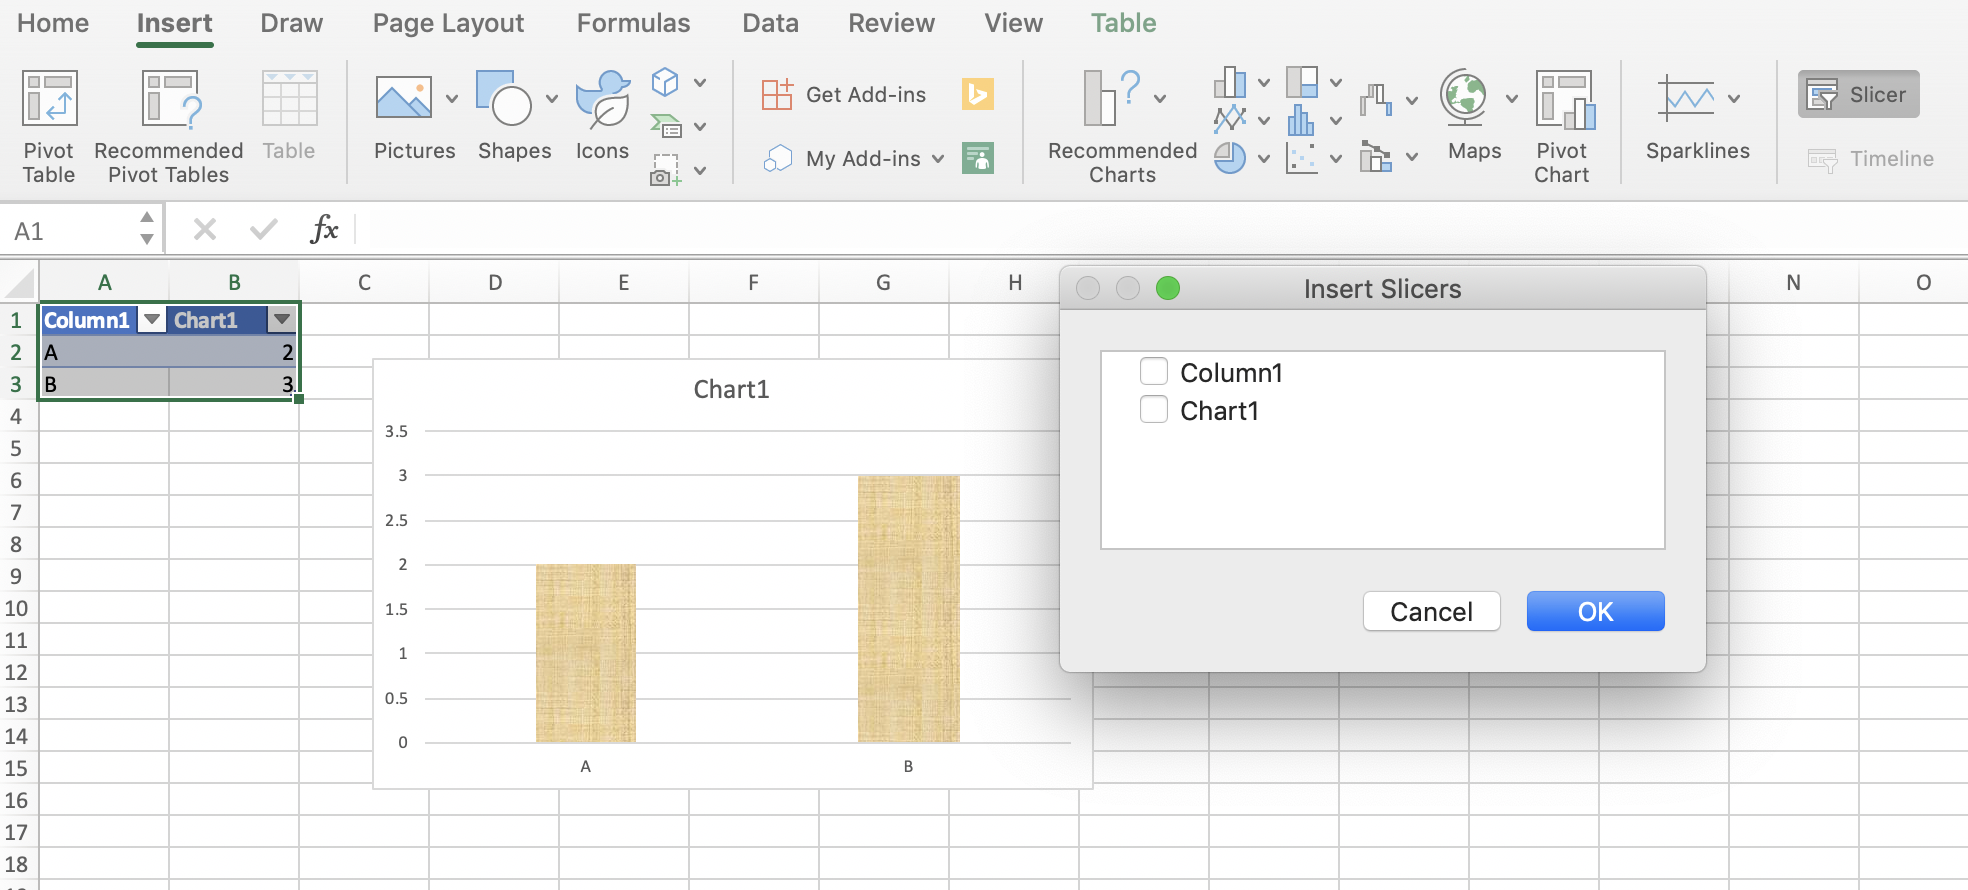 Home Insert Draw Page Layout Formulas Data Review View Table
Pivot Table
Recommended Pivot Tables
Table
Pictures
Shapes
Icons
Get Add-ins
My Add-ins
Recommended Charts
Maps
Pivot Chart
Sparklines
Slicer
Timeline
A1 fx
A B C D E F G H N O
1 Column1 Chart1
2 A 2
3 B 3
4
5
6
7
8
9
10
11
12
13
14
15
16
17
18
Chart1
3.5
3
2.5
2
1.5
1
0.5
0
A B
Insert Slicers
Column1
Chart1
Cancel OK